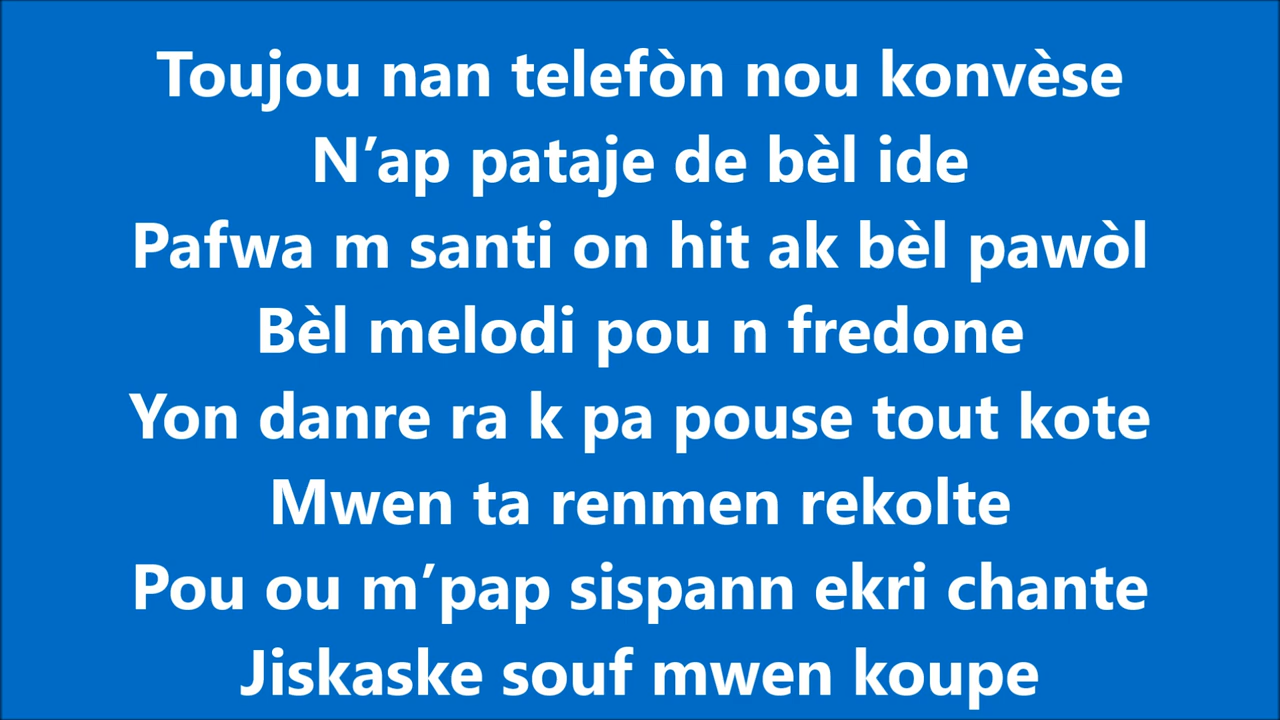 Toujou nan telefòn nou konvèse
N’ap pataje de bèl ide
Pafwa m santi on hit ak bèl pawòl
Bèl melodi pou n fredone
Yon danre ra k pa pouse tout kote
Mwen ta renmen rekolte
Pou ou m’pap sispann ekri chante
Jiskaske souf mwen koupe